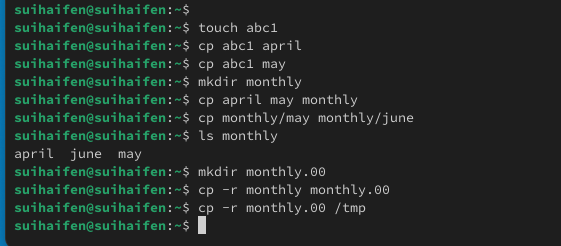 suihaifen@suihaifen:~$
suihaifen@suihaifen:~$ touch abc1
suihaifen@suihaifen:~$ cp abc1 april
suihaifen@suihaifen:~$ cp abc1 may
suihaifen@suihaifen:~$ mkdir monthly
suihaifen@suihaifen:~$ cp april may monthly
suihaifen@suihaifen:~$ cp monthly/may monthly/june
suihaifen@suihaifen:~$ ls monthly
april  june  may
suihaifen@suihaifen:~$ mkdir monthly.00
suihaifen@suihaifen:~$ cp -r monthly monthly.00
suihaifen@suihaifen:~$ cp -r monthly.00 /tmp
suihaifen@suihaifen:~$